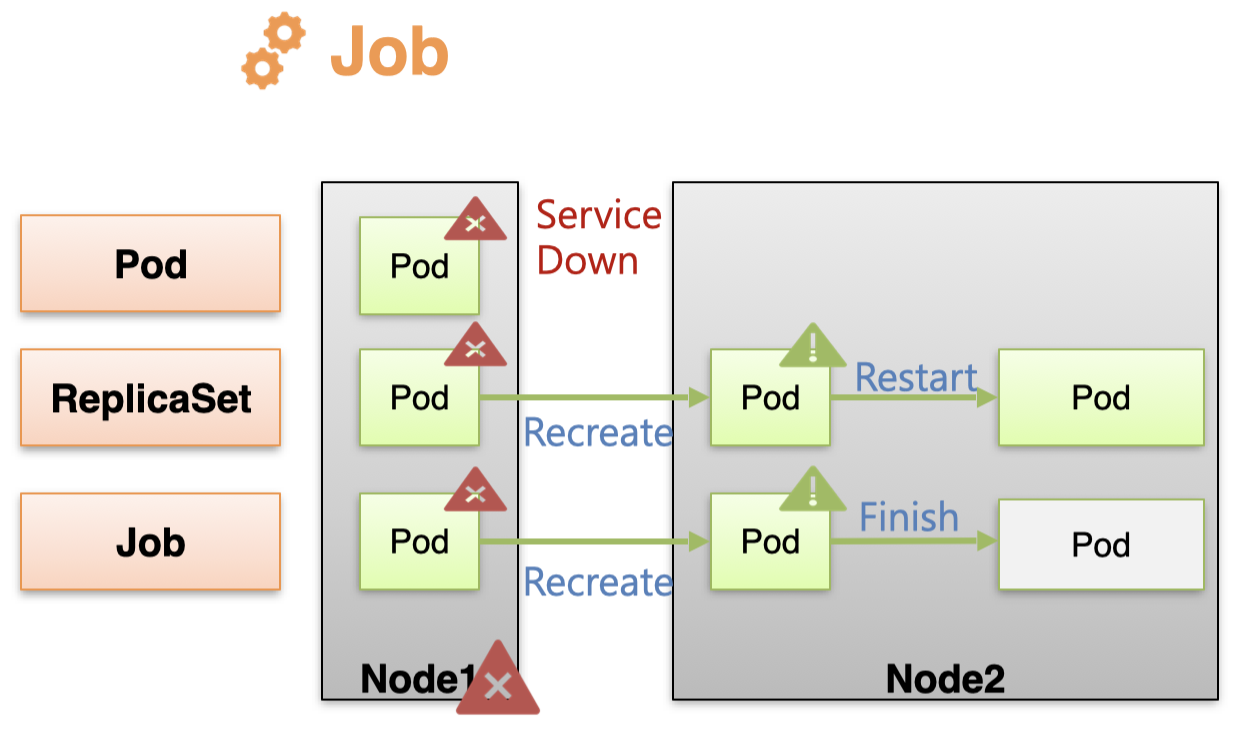 Job
Pod
Pod
Service
Down
ReplicaSet
Pod
Recreate
Pod
Restart
Pod
Job
Pod
Recreate
Pod
Finish
Pod
Node1
Node2